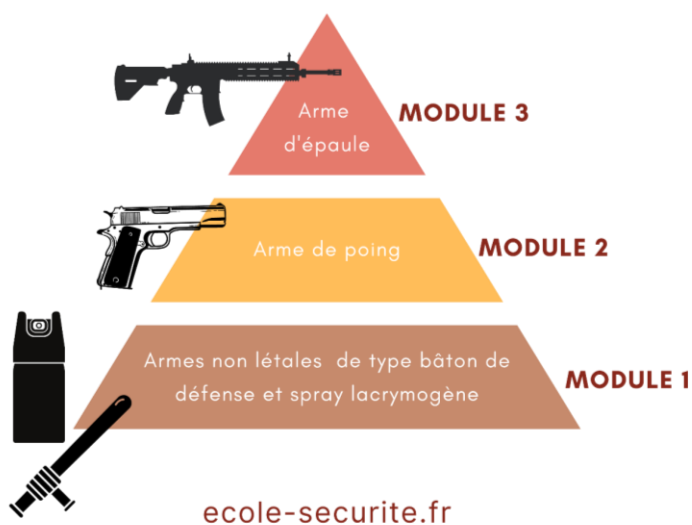 Arme
d'épaule
MODULE 3
Arme de poing
MODULE 2
Armes non létales de type bâton de
défense et spray lacrymogène
MODULE 1
ecole-securite.fr